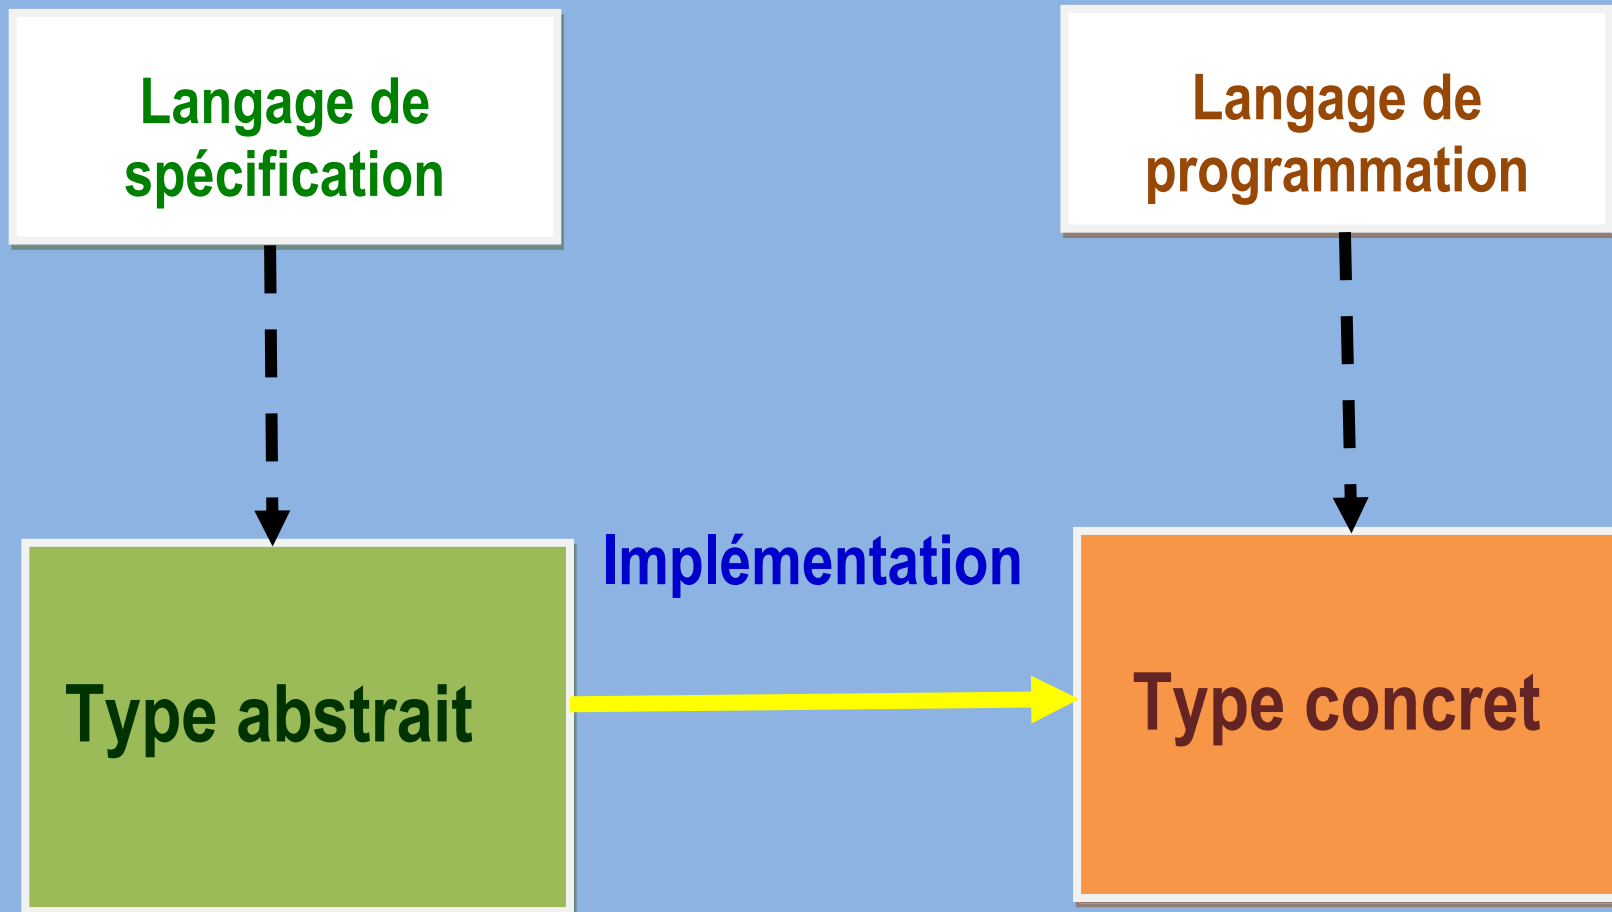 Langage de
spécification
Langage de
programmation
Implémentation
Type abstrait
Type concret